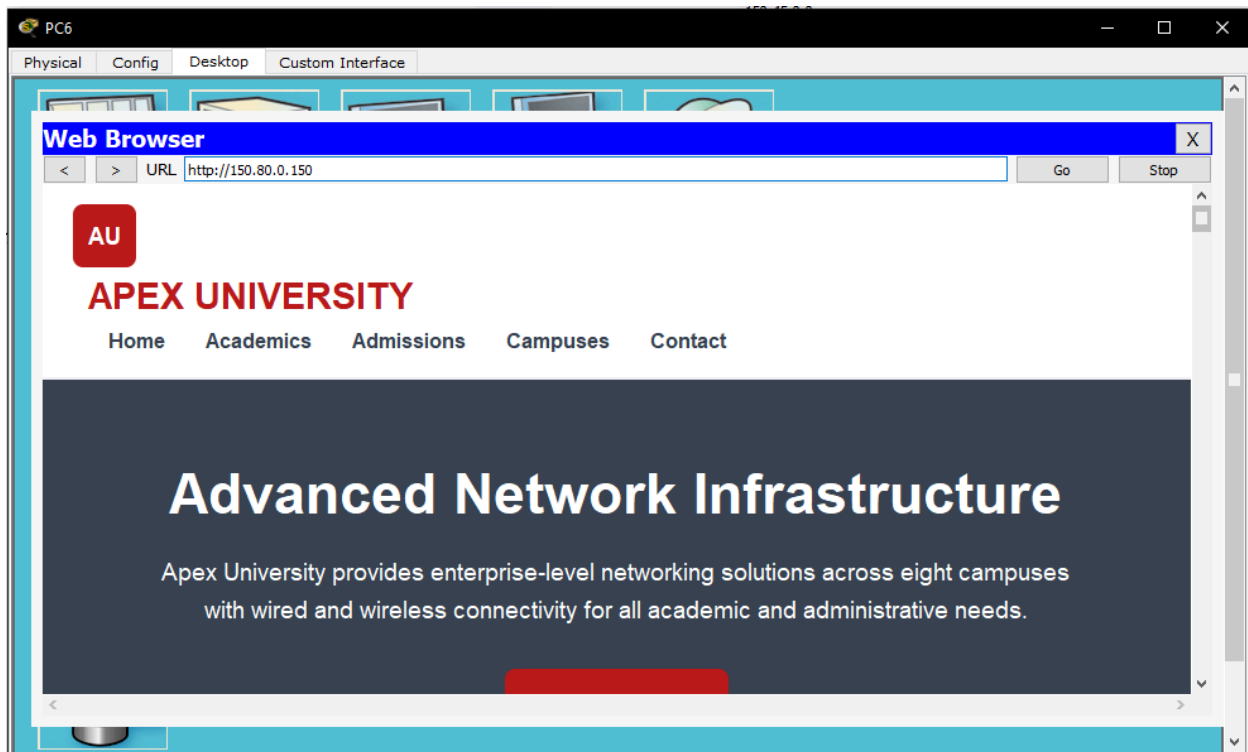 PC6
Physical Config Desktop Custom Interface
Web Browser
X
< > URL http://150.80.0.150 Go Stop
AU
APEX UNIVERSITY
Home Academics Admissions Campuses Contact
Advanced Network Infrastructure
Apex University provides enterprise-level networking solutions across eight campuses
with wired and wireless connectivity for all academic and administrative needs.